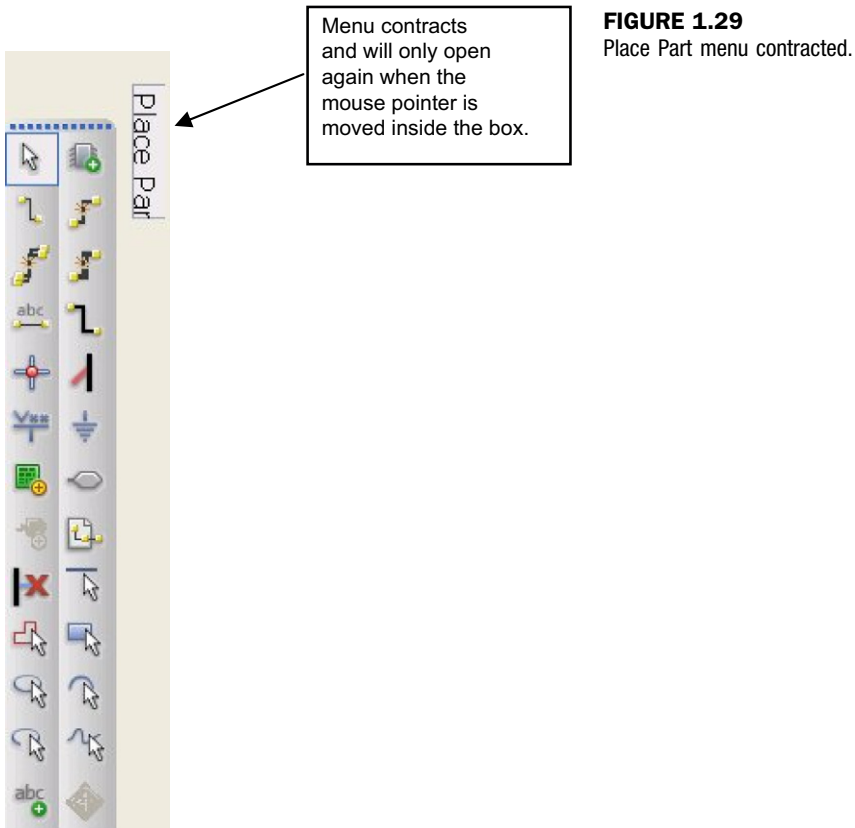 Menu contracts
and will only open
again when the
mouse pointer is
moved inside the box.
FIGURE 1.29
Place Part menu contracted.
Place Par
abc
abc